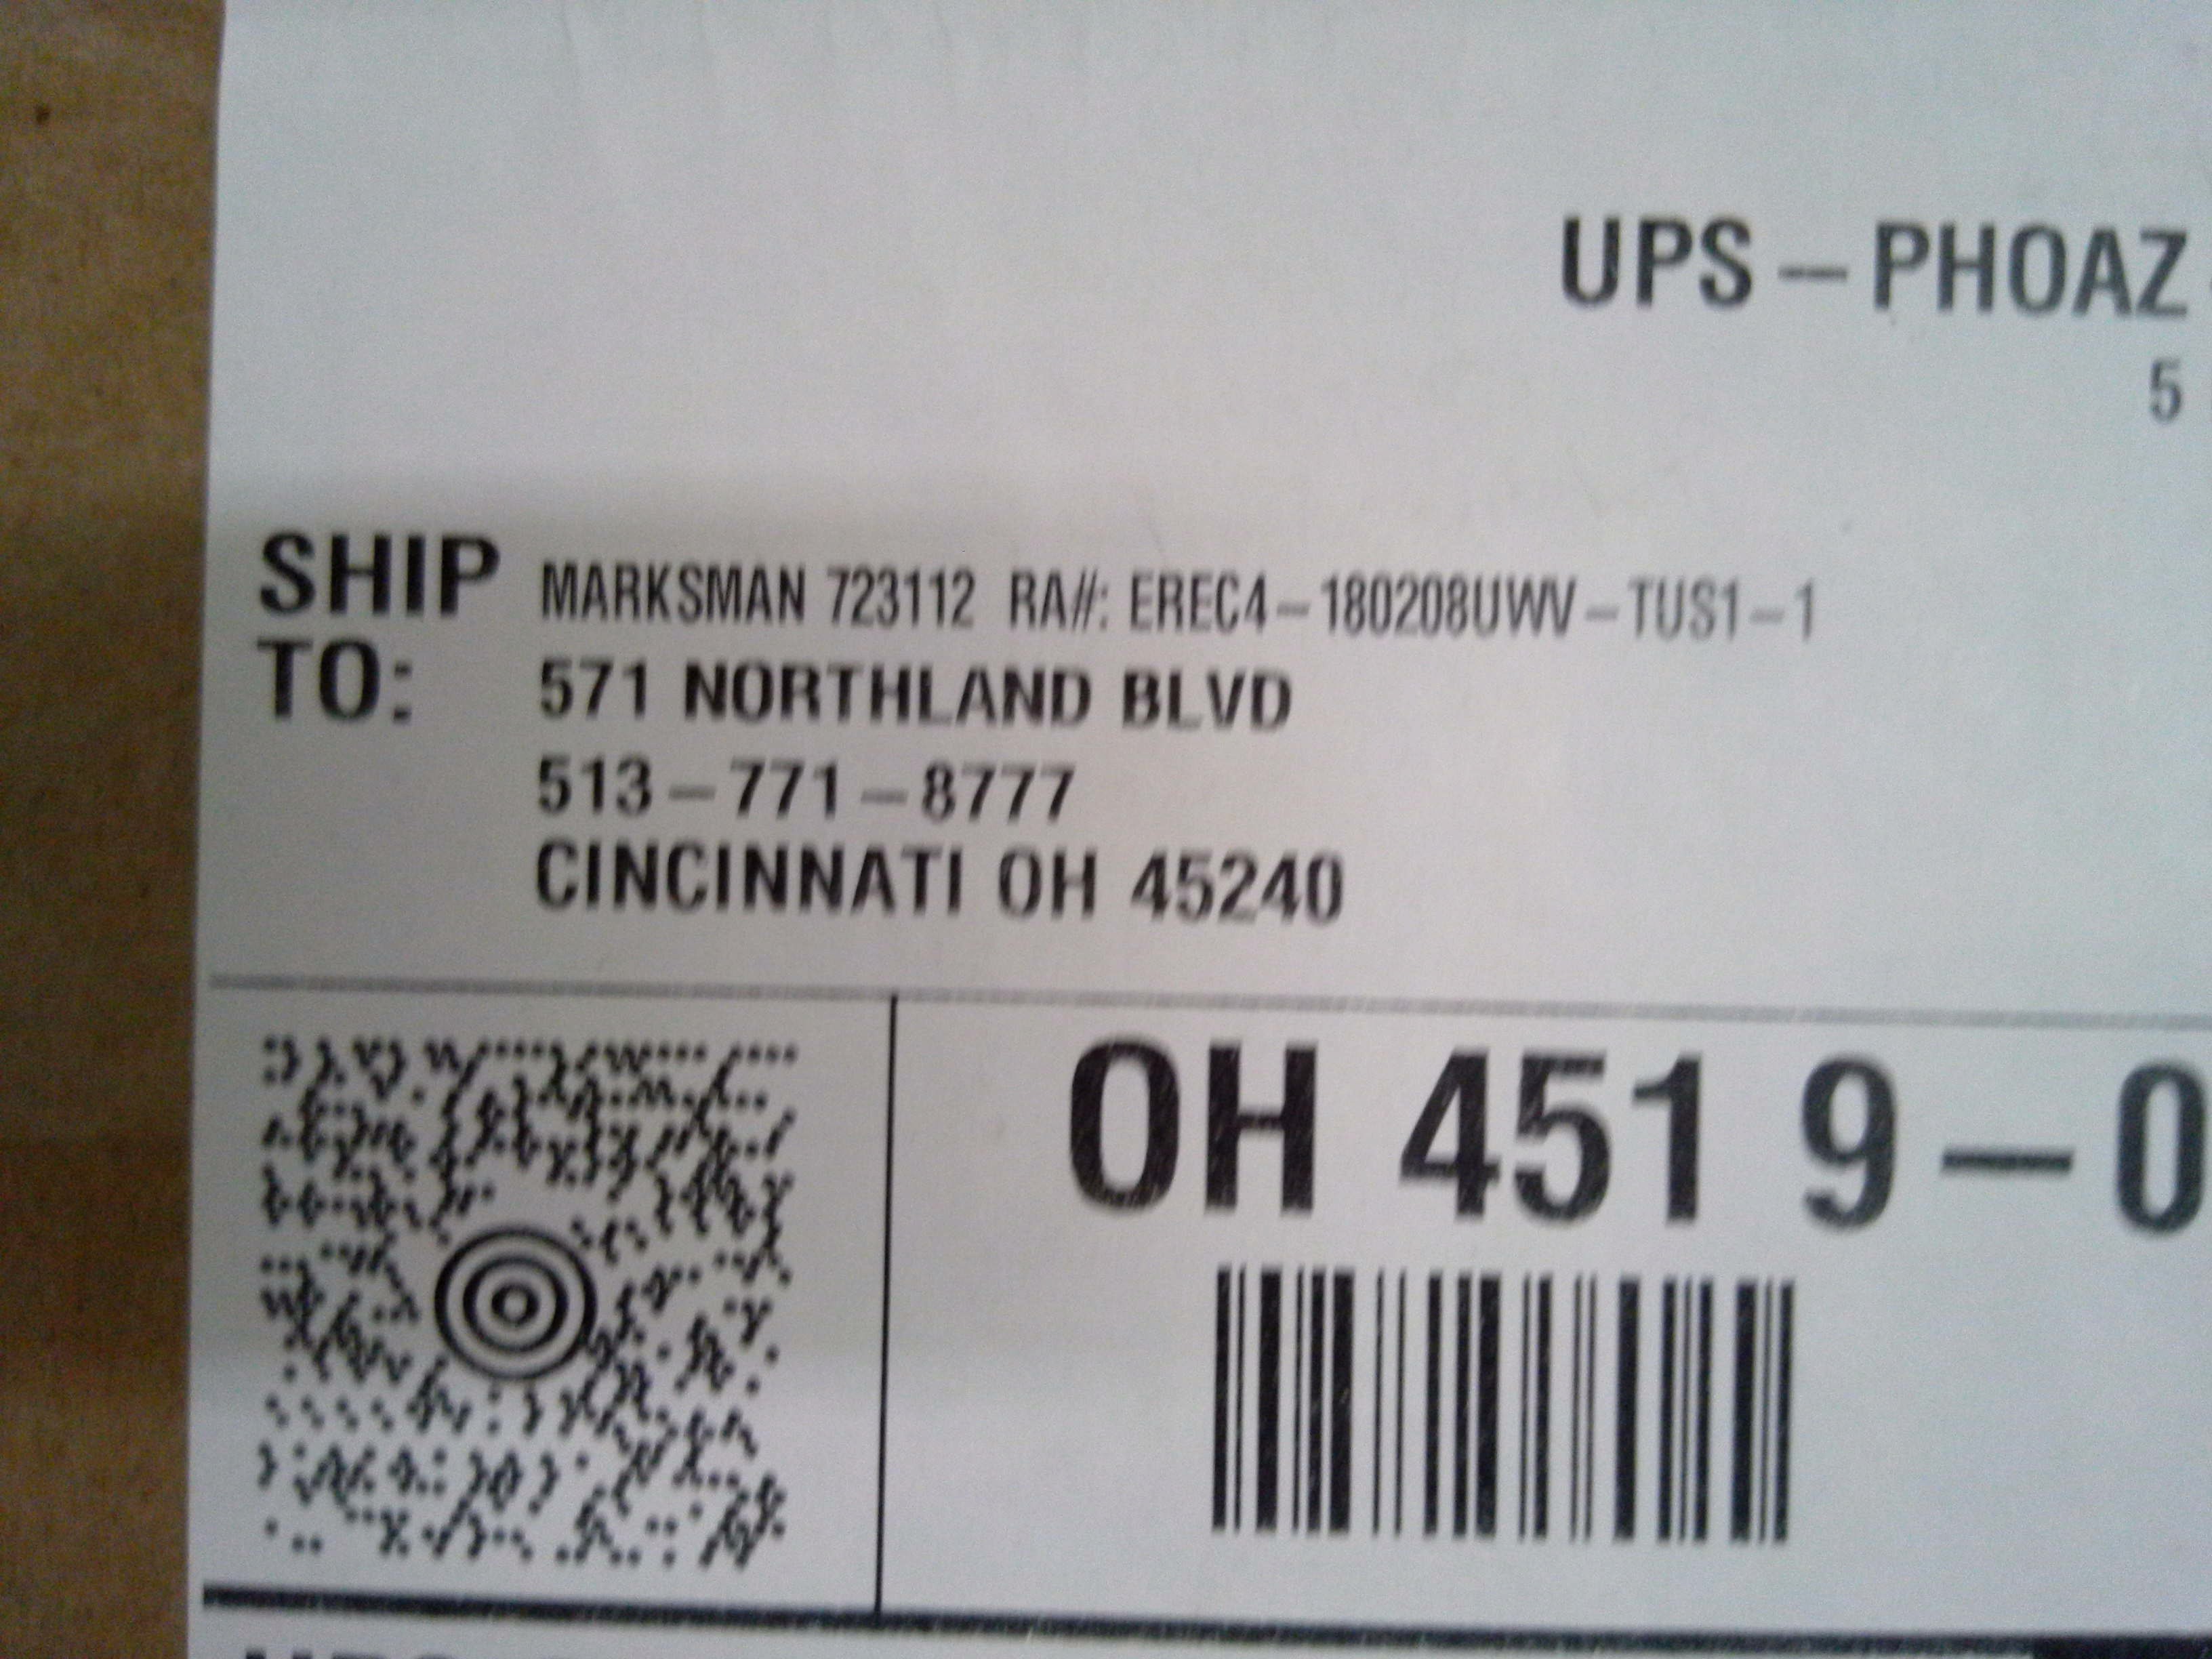 UPS – PHOAZ
5
SHIP TO:
MARKSMAN 723112 RA#: EREC4–180208UWV–TUS1–1
571 NORTHLAND BLVD
513–771–8777
CINCINNATI OH 45240
OH 451 9–0